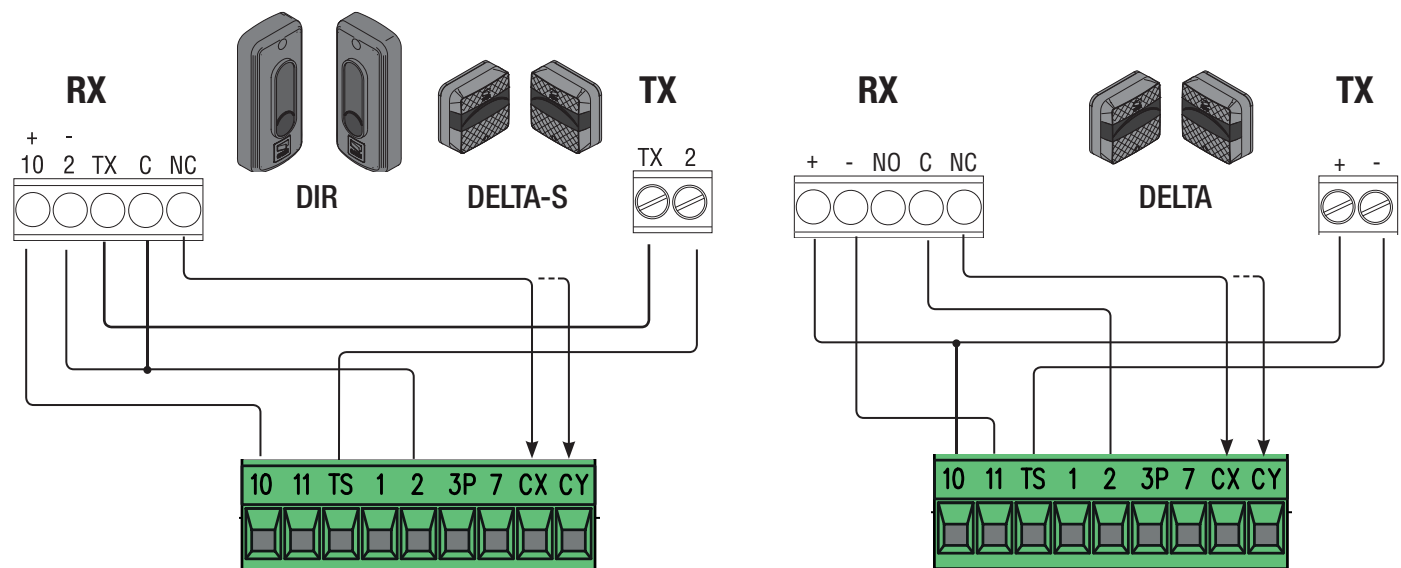 RX
TX
+ -
10 2 TX C NC
TX 2
DIR
DELTA-S
10 11 TS 1 2 3P 7 CX CY
RX
TX
+ - NO C NC
+ -
DELTA
10 11 TS 1 2 3P 7 CX CY